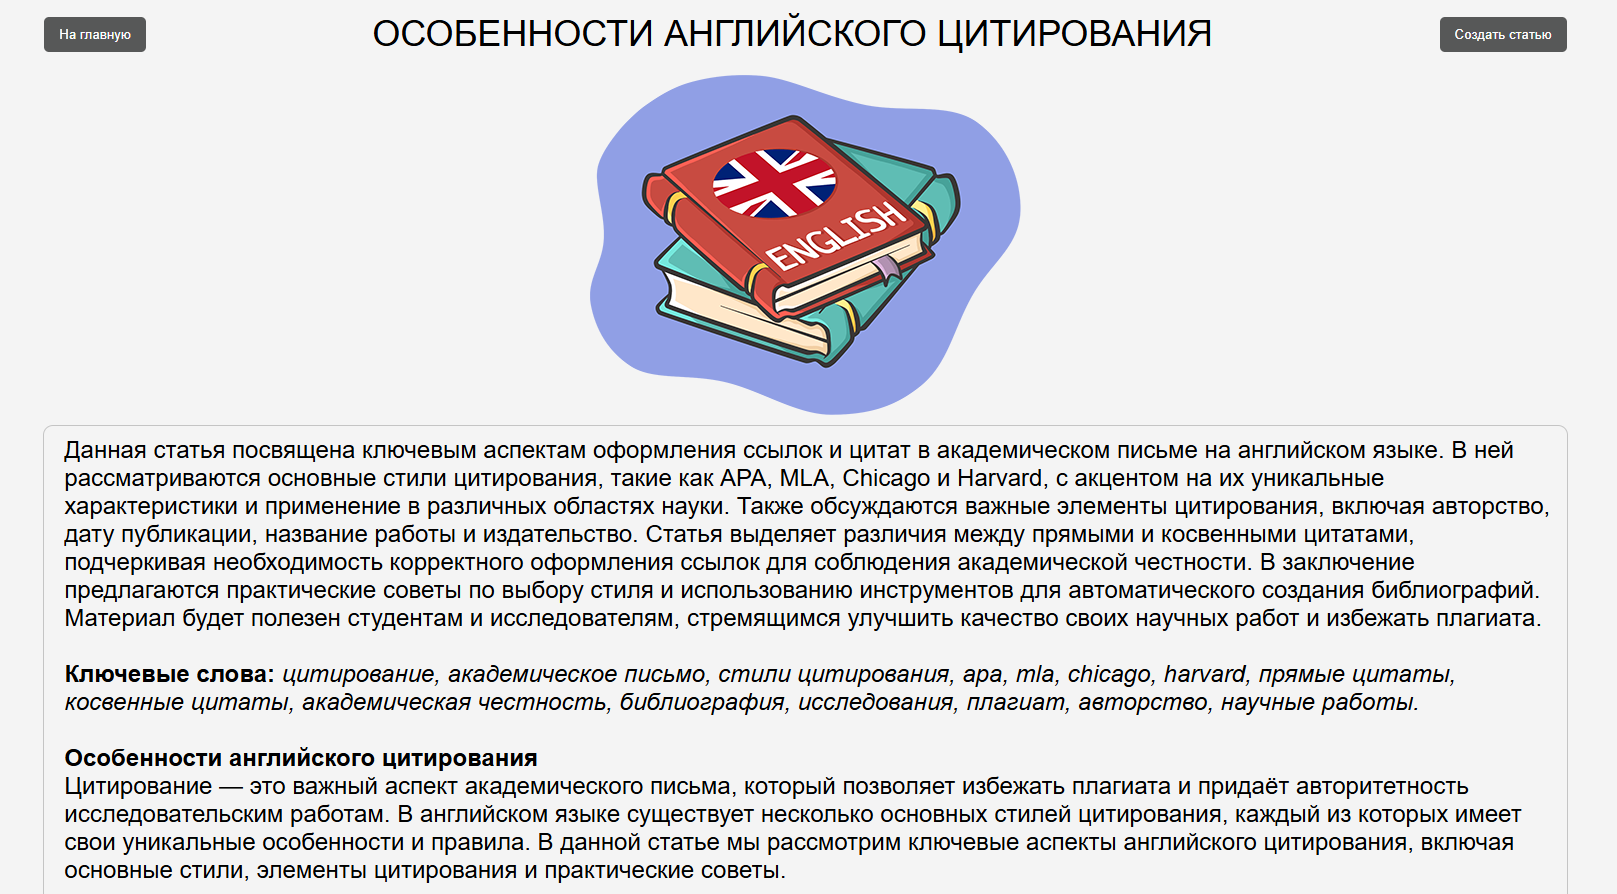 На главную
ОСОБЕННОСТИ АНГЛИЙСКОГО ЦИТИРОВАНИЯ
Создать статью
ENGLISH
Данная статья посвящена ключевым аспектам оформления ссылок и цитат в академическом письме на английском языке. В ней
рассматриваются основные стили цитирования, такие как APA, MLA, Chicago и Harvard, с акцентом на их уникальные
характеристики и применение в различных областях науки. Также обсуждаются важные элементы цитирования, включая авторство,
дату публикации, название работы и издательство. Статья выделяет различия между прямыми и косвенными цитатами,
подчеркивая необходимость корректного оформления ссылок для соблюдения академической честности. В заключение
предлагаются практические советы по выбору стиля и использованию инструментов для автоматического создания библиографий.
Материал будет полезен студентам и исследователям, стремящимся улучшить качество своих научных работ и избежать плагиата.
Ключевые слова: цитирование, академическое письмо, стили цитирования, apa, mla, chicago, harvard, прямые цитаты,
косвенные цитаты, академическая честность, библиография, исследования, плагиат, авторство, научные работы.
Особенности английского цитирования
Цитирование — это важный аспект академического письма, который позволяет избежать плагиата и придаёт авторитетность
исследовательским работам. В английском языке существует несколько основных стилей цитирования, каждый из которых имеет
свои уникальные особенности и правила. В данной статье мы рассмотрим ключевые аспекты английского цитирования, включая
основные стили, элементы цитирования и практические советы.